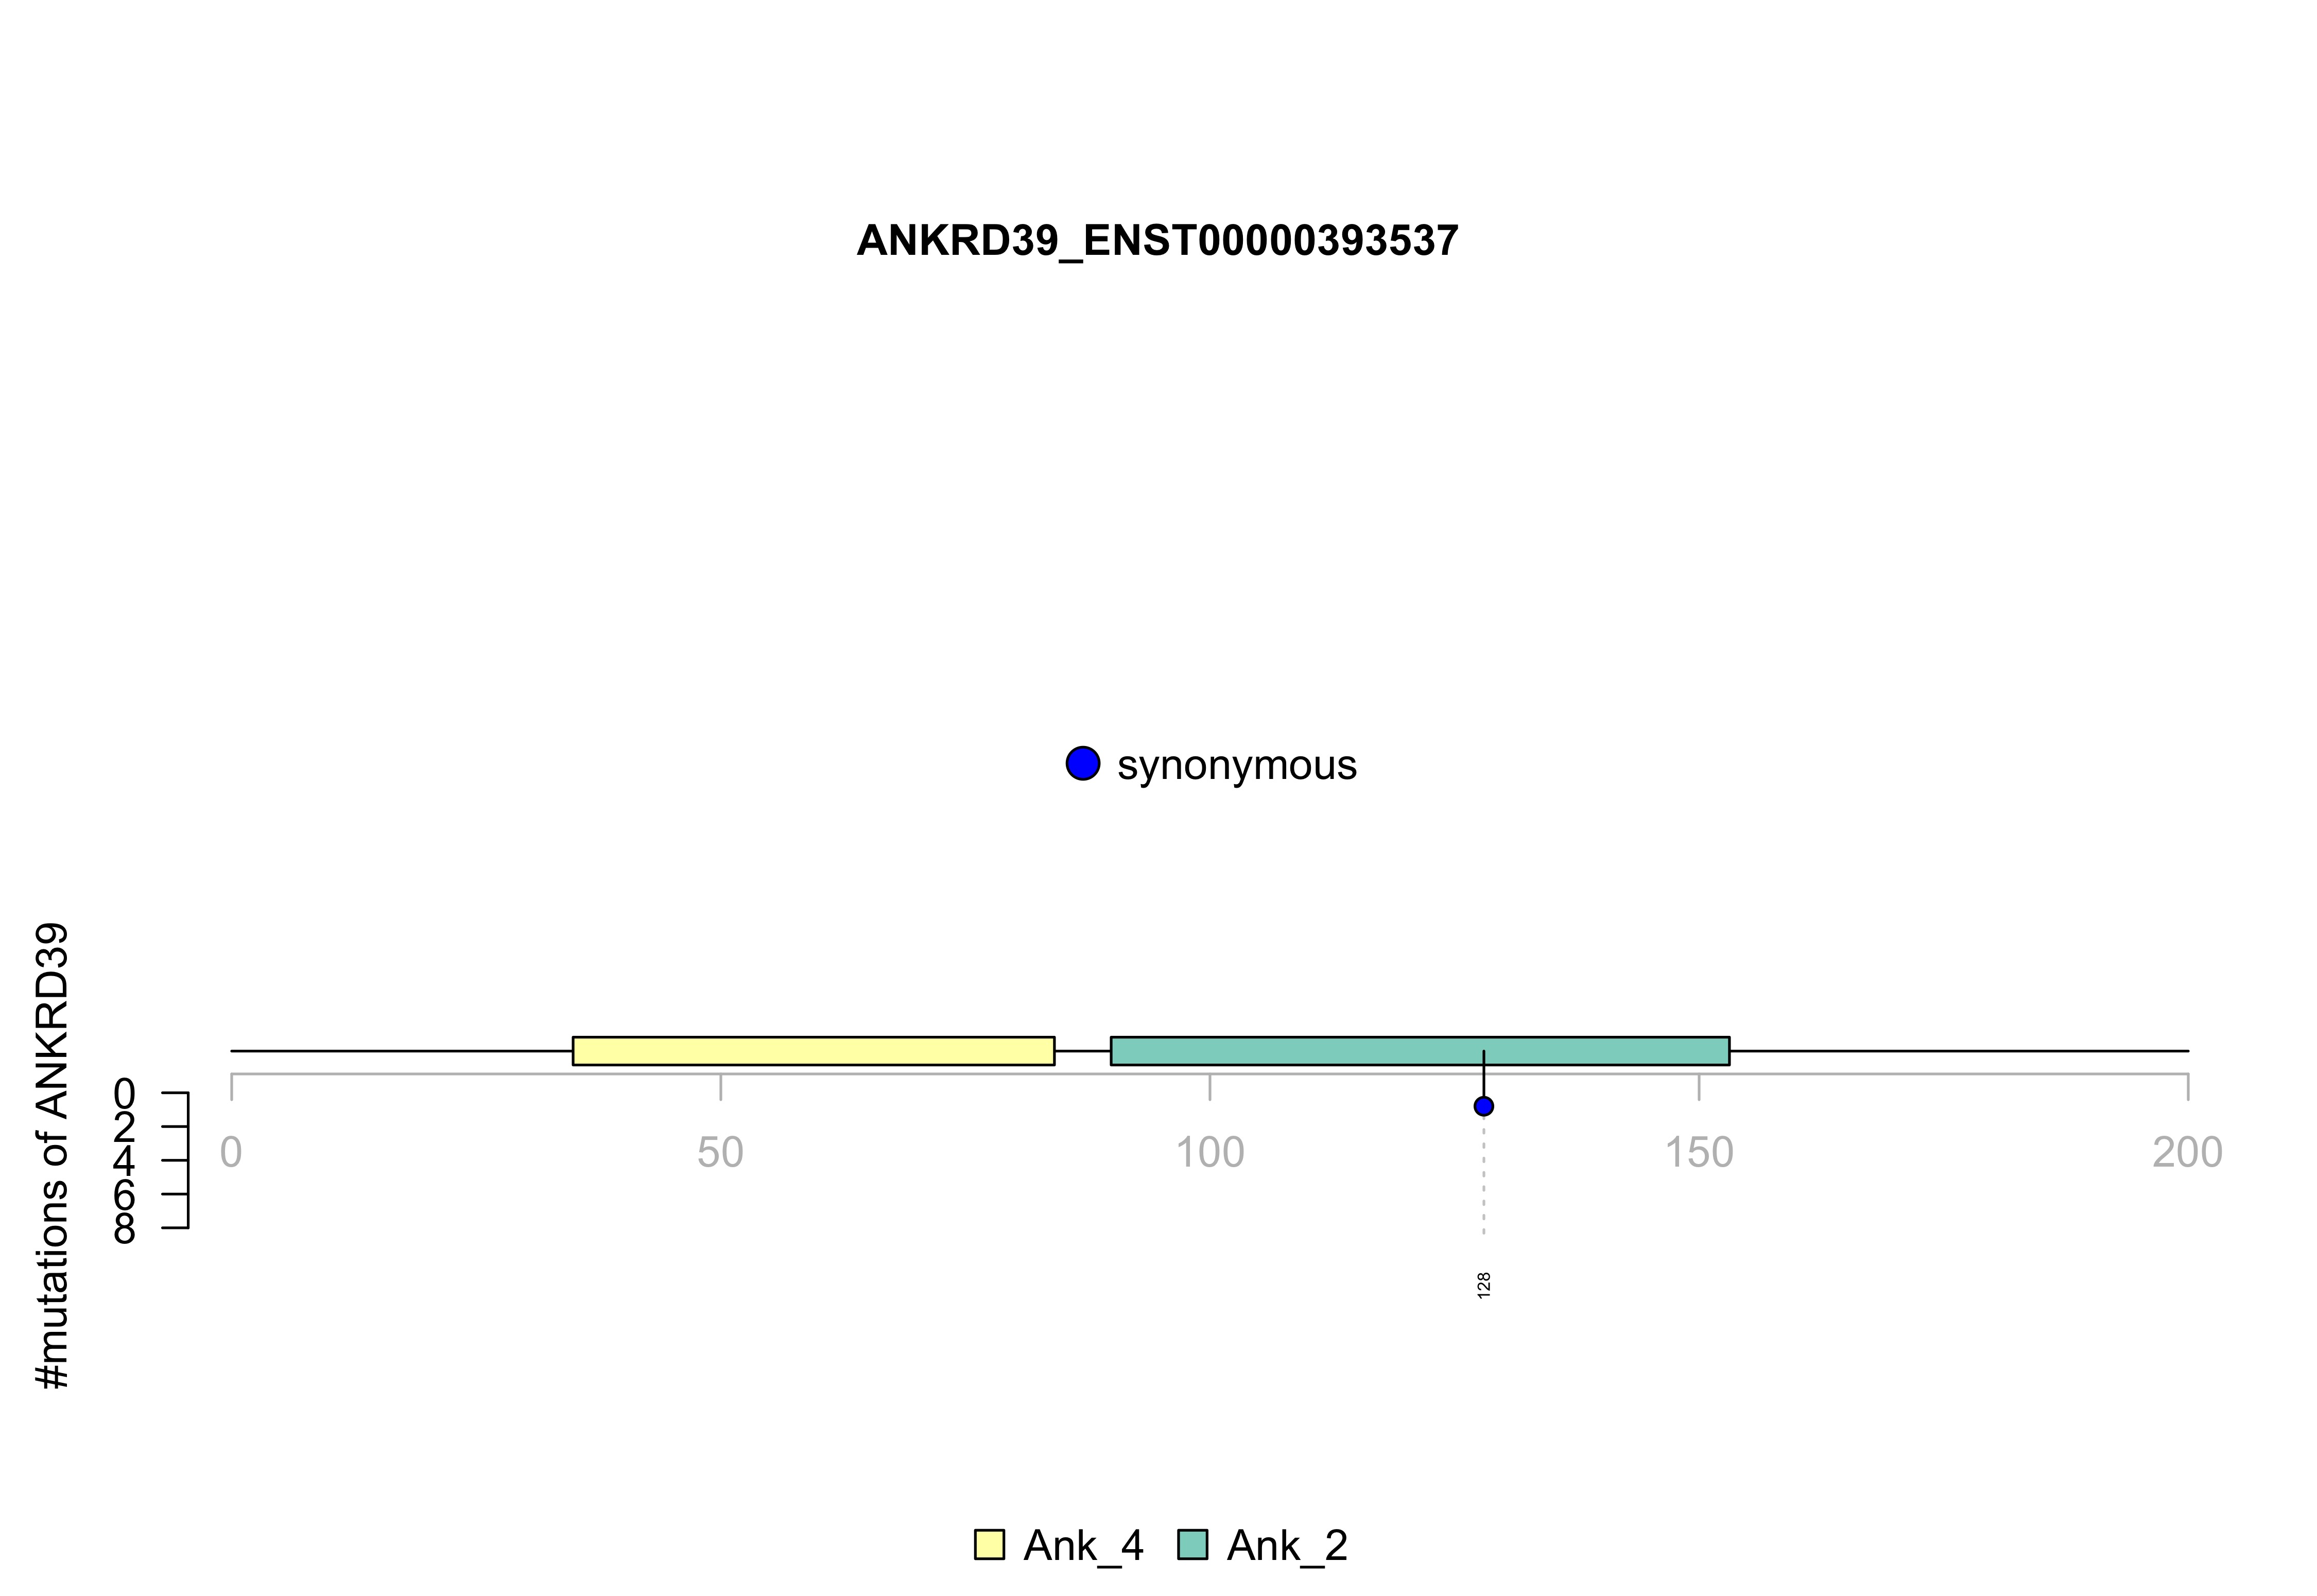 ANKRD39_ENST00000393537
synonymous
#mutations of ANKRD39
0
2
4
6
8
0 50 100 150 200
128
Ank_4 Ank_2